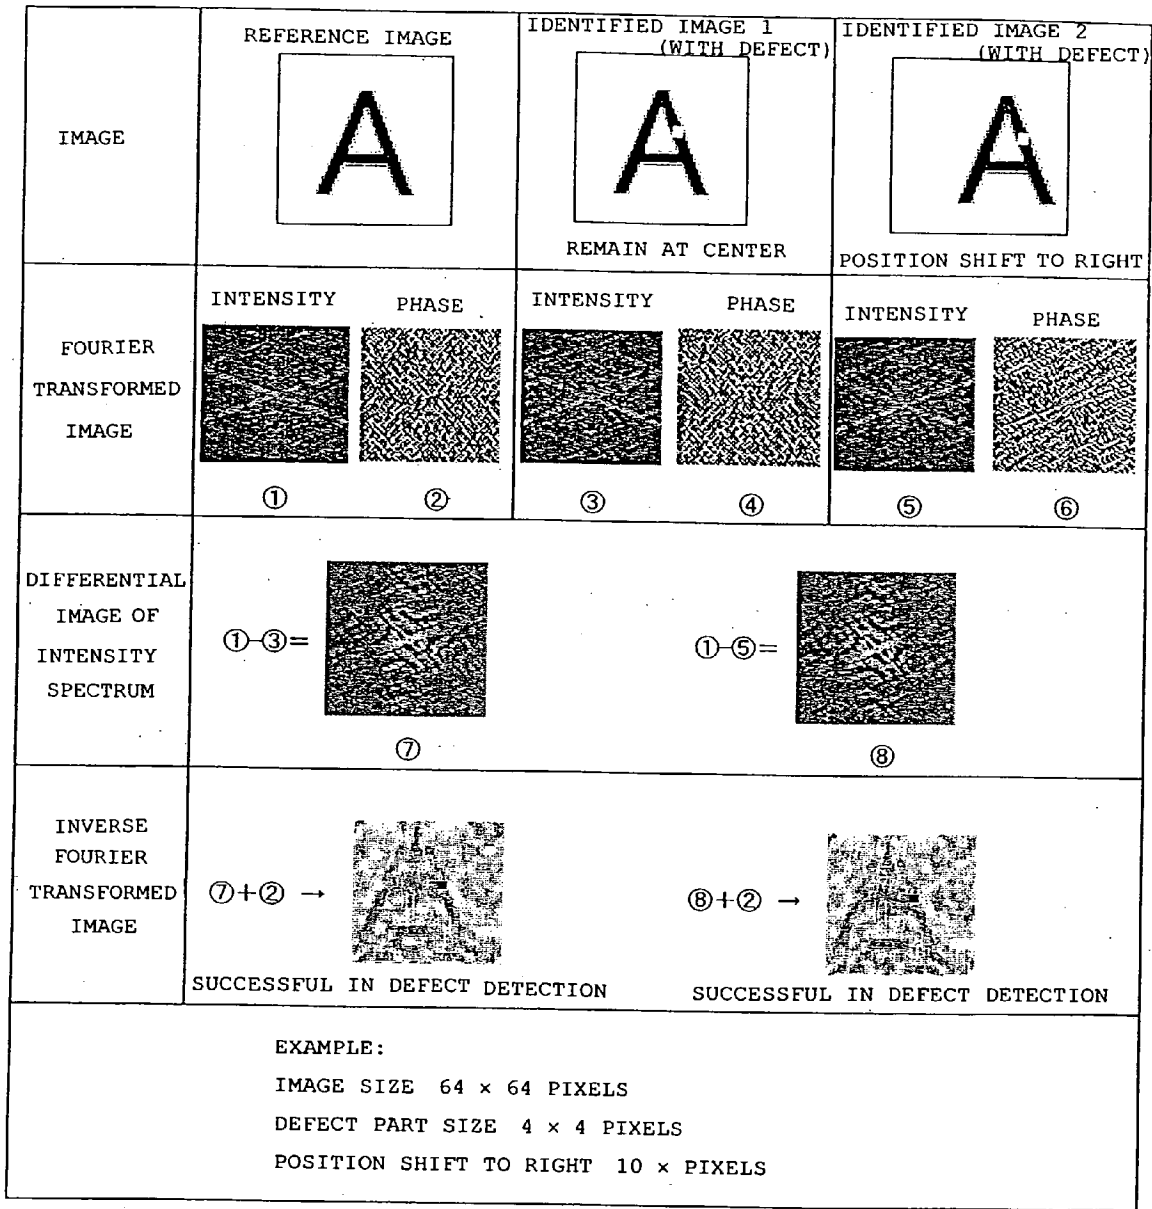 IMAGE
REFERENCE IMAGE
IDENTIFIED IMAGE 1
(WITH DEFECT)
REMAIN AT CENTER
IDENTIFIED IMAGE 2
(WITH DEFECT)
POSITION SHIFT TO RIGHT
A
A
A
FOURIER
TRANSFORMED
IMAGE
INTENSITY
PHASE
INTENSITY
PHASE
INTENSITY
PHASE
①
②
③
④
⑤
⑥
DIFFERENTIAL
IMAGE OF
INTENSITY
SPECTRUM
①-③=
⑦
①-⑤=
⑧
INVERSE
FOURIER
TRANSFORMED
IMAGE
⑦+② →
SUCCESSFUL IN DEFECT DETECTION
⑧+② →
SUCCESSFUL IN DEFECT DETECTION
EXAMPLE:
IMAGE SIZE 64 × 64 PIXELS
DEFECT PART SIZE 4 × 4 PIXELS
POSITION SHIFT TO RIGHT 10 × PIXELS